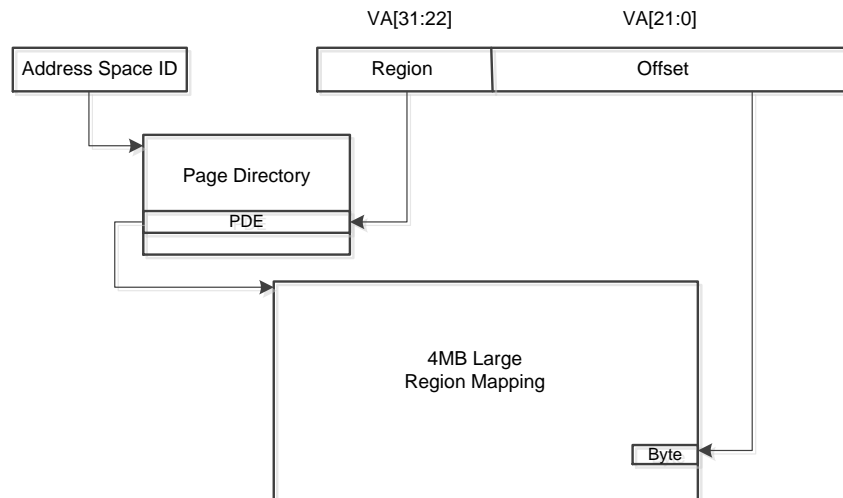 VA[31:22]
VA[21:0]
Address Space ID
Region
Offset
Page Directory
PDE
4MB Large
Region Mapping
Byte